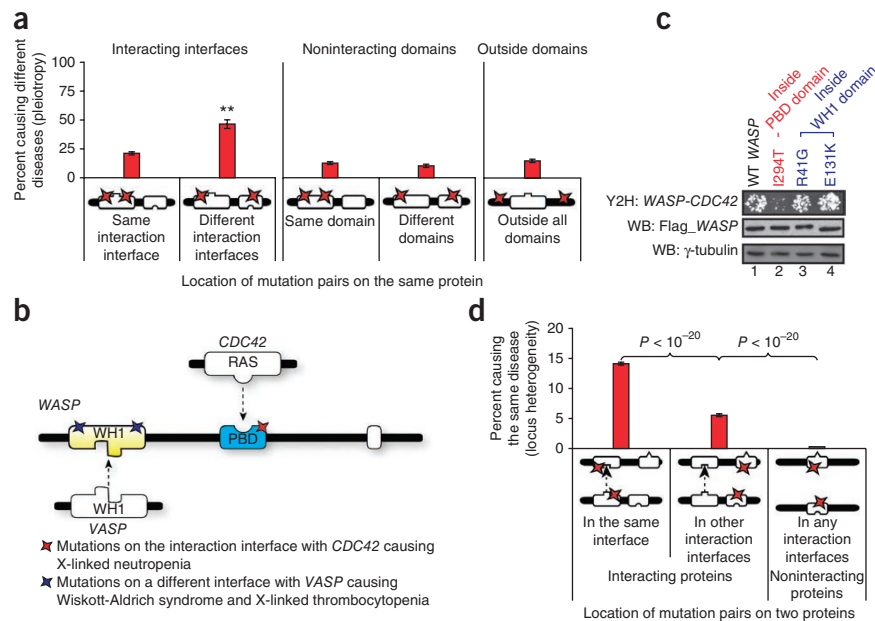 a
Interacting interfaces
Noninteracting domains
Outside domains
Percent causing different
diseases (pleiotropy)
100
75
50
25
0
**
Same
interaction
interface
Different
interaction
interfaces
Same domain
Different
domains
Outside all
domains
Location of mutation pairs on the same protein
b
CDC42
RAS
WASP
WH1
PBD
WH1
VASP
Mutations on the interaction interface with CDC42 causing
X-linked neutropenia
Mutations on a different interface with VASP causing
Wiskott-Aldrich syndrome and X-linked thrombocytopenia
c
Inside
PBD domain
Inside
WH1 domain
WT WASP
I294T -
R41G
E131K
Y2H: WASP-CDC42
WB: Flag_WASP
WB: γ-tubulin
1 2 3 4
d
Percent causing
the same disease
(locus heterogeneity)
20
15
10
5
0
P < 10⁻²⁰
P < 10⁻²⁰
In the same
interface
In other
interaction
interfaces
In any
interaction
interfaces
Interacting proteins
Noninteracting
proteins
Location of mutation pairs on two proteins